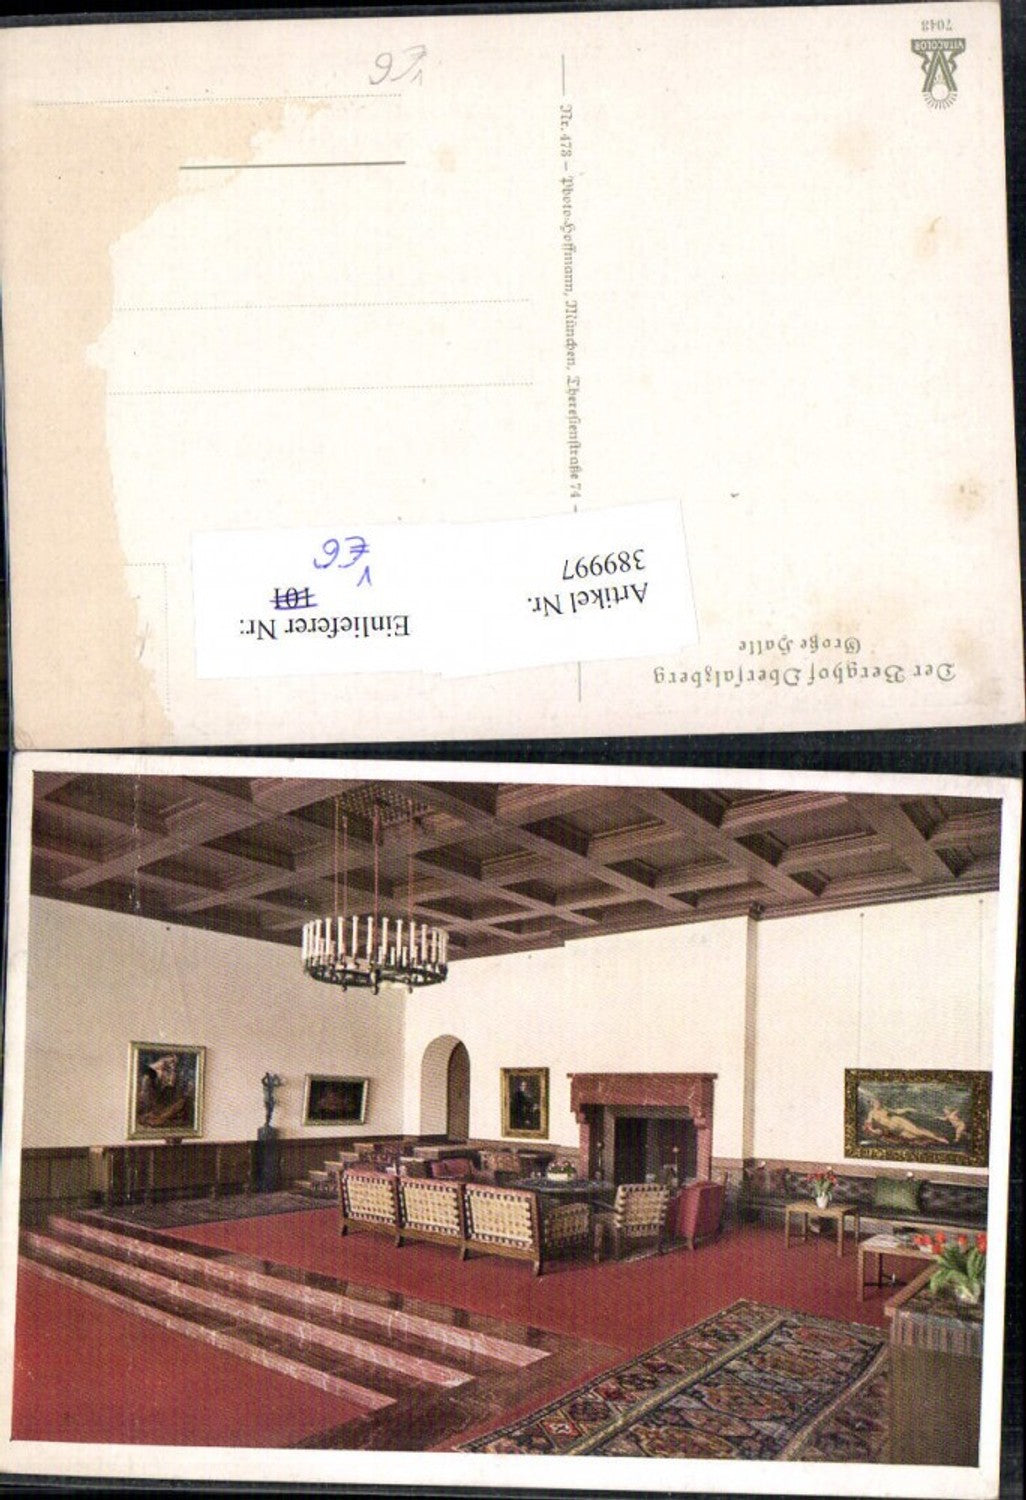 Der Berghof Obersalzberg
Große Halle
Nr. 473 – Photo-Hoffmann, München, Theresienstraße 74 –
VITACOLOR
7043
Artikel Nr.
389997
Einlieferer Nr:
101